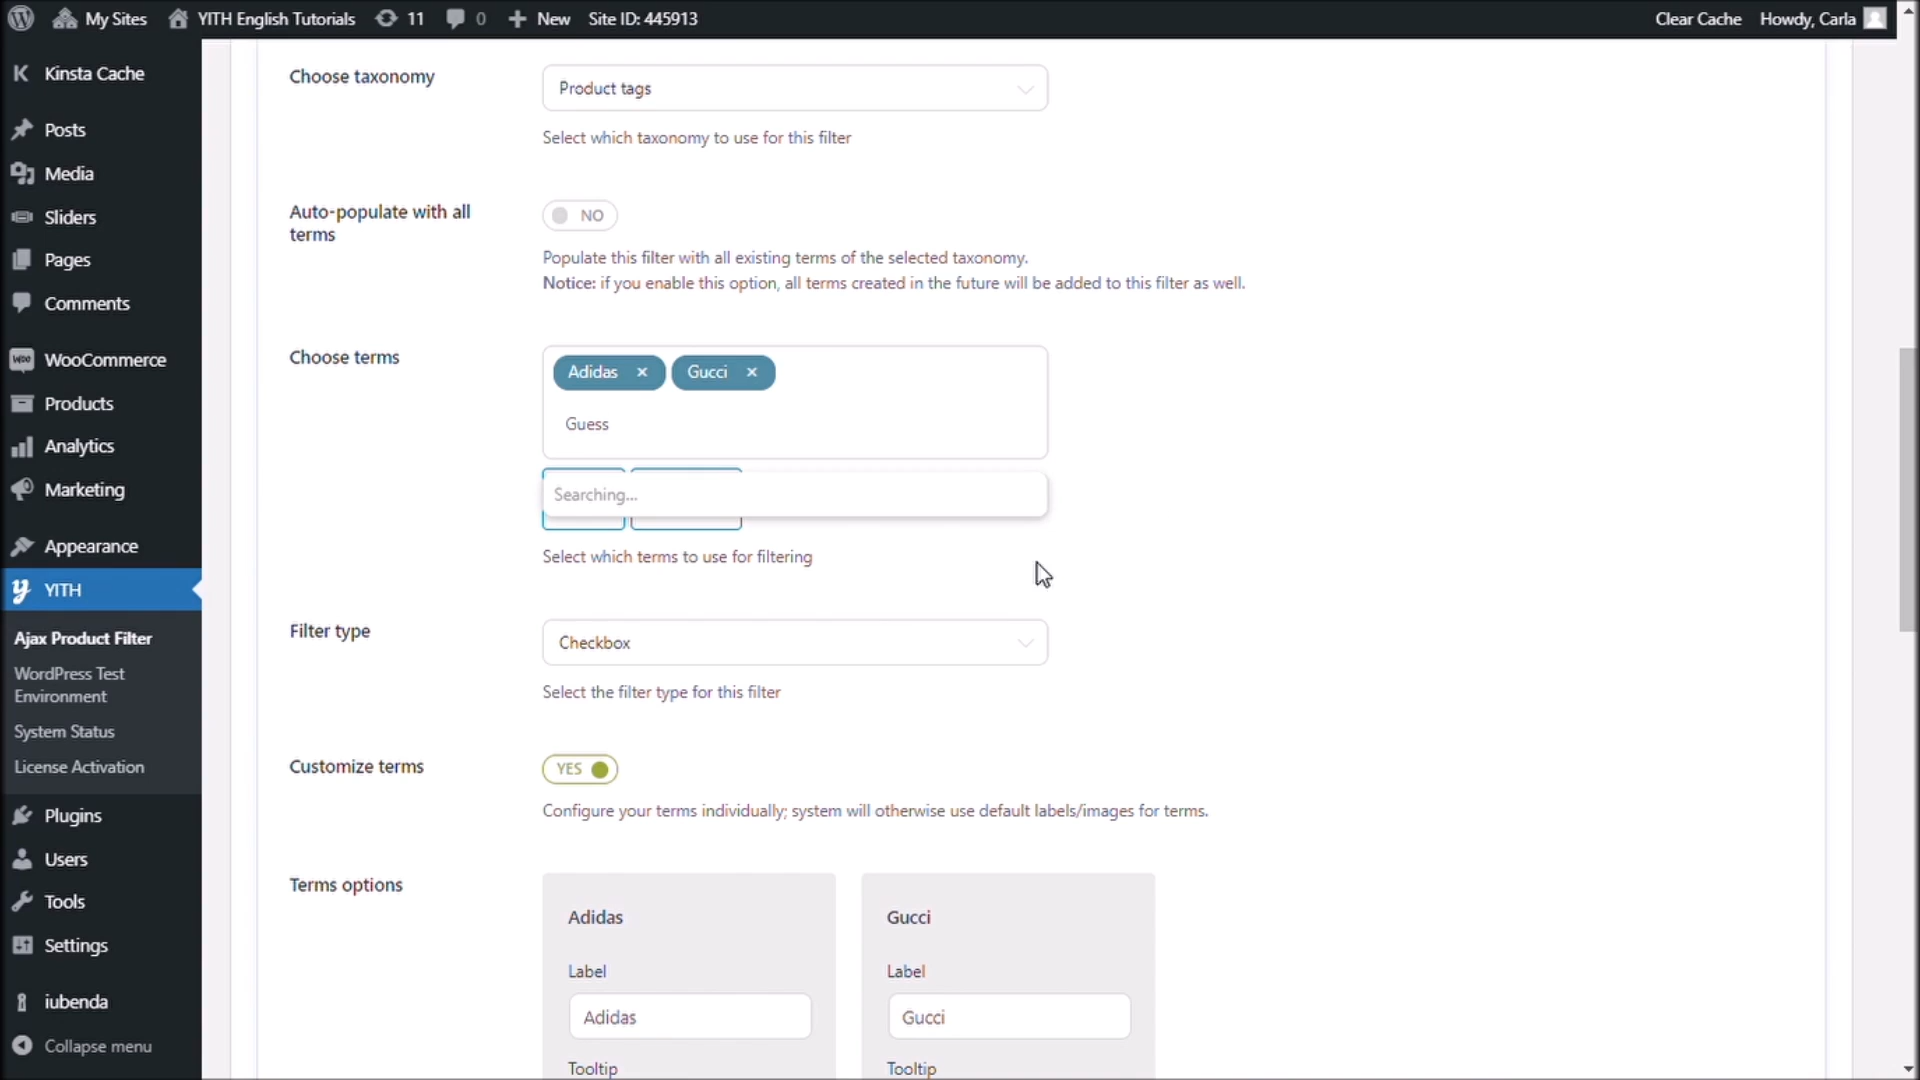 My Sites
YITH English Tutorials
11
0
New
Site ID: 445913
Clear Cache
Howdy, Carla
Kinsta Cache
Posts
Media
Sliders
Pages
Comments
WooCommerce
Products
Analytics
Marketing
Appearance
YITH
Ajax Product Filter
WordPress Test
Environment
System Status
License Activation
Plugins
Users
Tools
Settings
iubenda
Collapse menu
Choose taxonomy
Product tags
Select which taxonomy to use for this filter
Auto-populate with all
terms
NO
Populate this filter with all existing terms of the selected taxonomy.
Notice: if you enable this option, all terms created in the future will be added to this filter as well.
Choose terms
Adidas × Gucci ×
Guess
Searching...
Select which terms to use for filtering
Filter type
Checkbox
Select the filter type for this filter
Customize terms
YES
Configure your terms individually; system will otherwise use default labels/images for terms.
Terms options
Adidas
Label
Adidas
Tooltip
Gucci
Label
Gucci
Tooltip